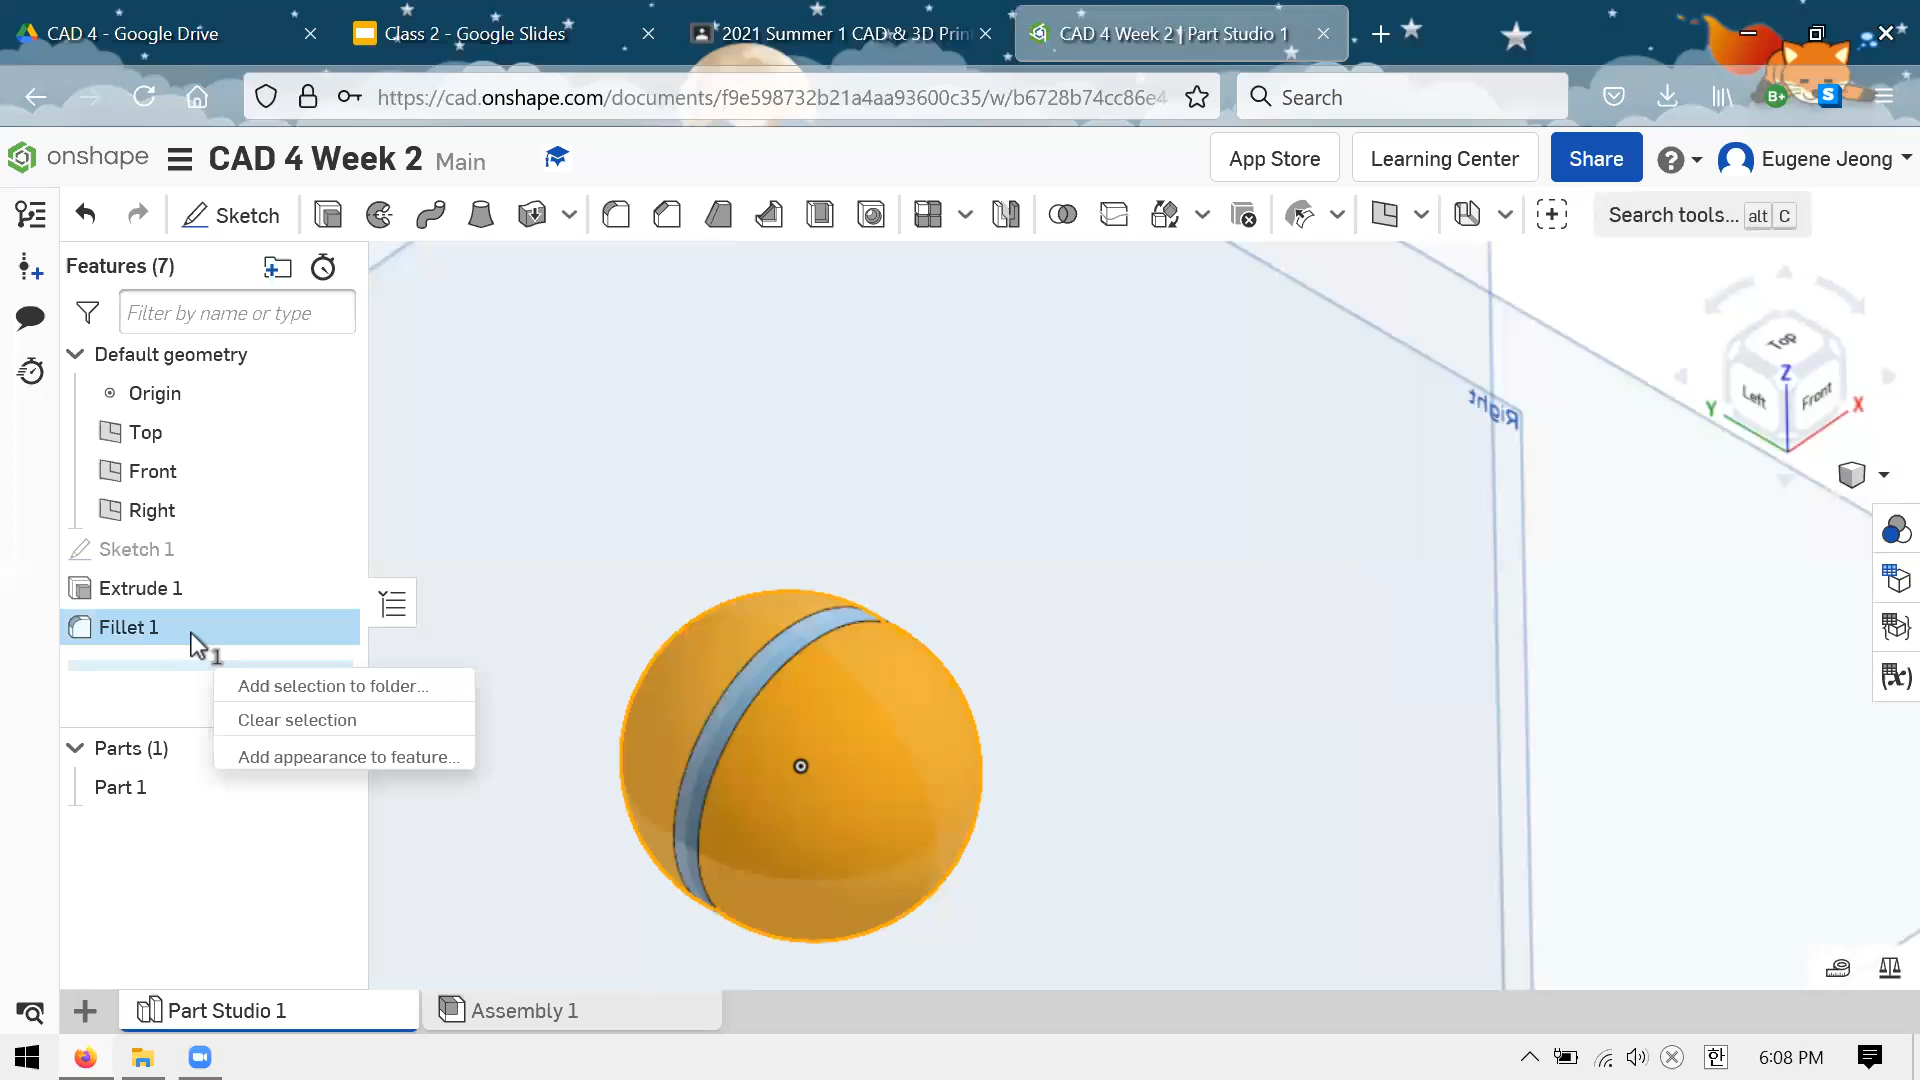 CAD 4 - Google Drive
Class 2 - Google Slides
2021 Summer 1 CAD & 3D Prin
CAD 4 Week 2 | Part Studio 1
https://cad.onshape.com/documents/f9e598732b21a4aa93600c35/w/b6728b74cc86e4
Search
B+
S
onshape
CAD 4 Week 2 Main
App Store
Learning Center
Share
Eugene Jeong
Sketch
Search tools... alt C
Features (7)
Filter by name or type
Default geometry
Origin
Top
Front
Right
Sketch 1
Extrude 1
Fillet 1
1
Add selection to folder...
Clear selection
Add appearance to feature...
Parts (1)
Part 1
Right
Top
Left
Front
Z
Y
X
(x)
Part Studio 1
Assembly 1
한
6:08 PM